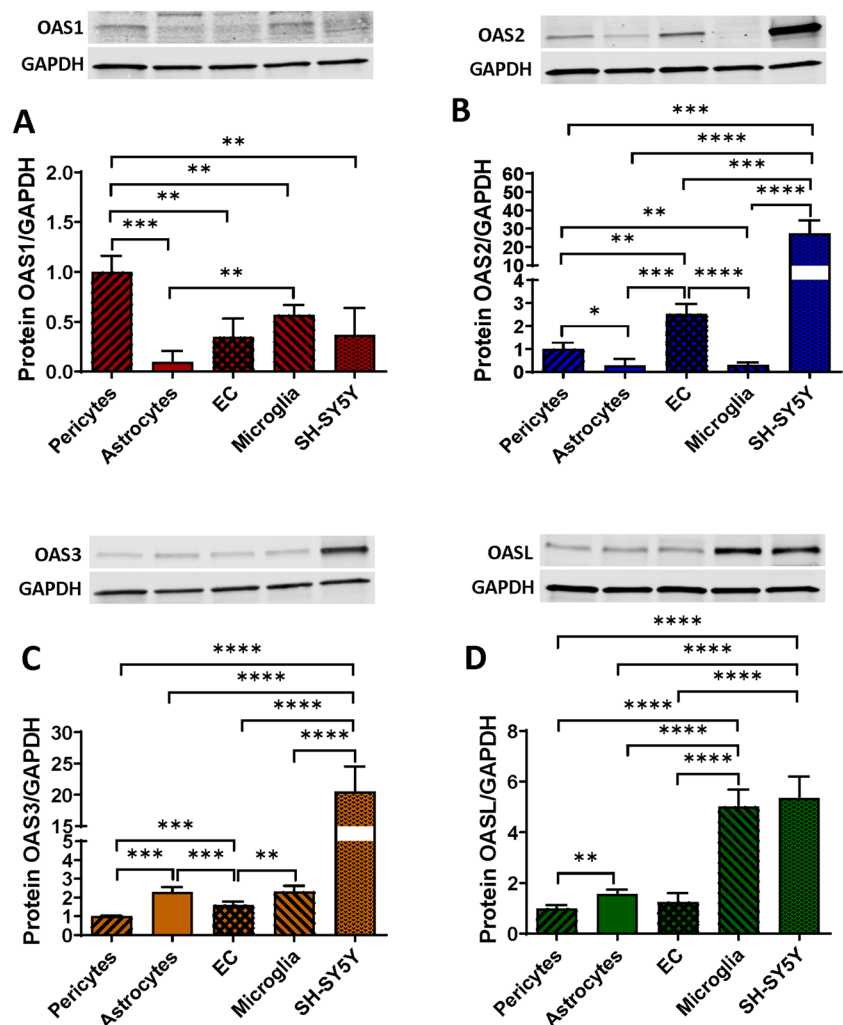 OAS1
GAPDH
A
**
**
**
***
**
Protein OAS1/GAPDH
2.0
1.5
1.0
0.5
0.0
Pericytes
Astrocytes
EC
Microglia
SH-SY5Y
OAS2
GAPDH
B
***
****
***
****
**
**
***
****
*
Protein OAS2/GAPDH
60
50
40
30
20
10
4
3
2
1
0
Pericytes
Astrocytes
EC
Microglia
SH-SY5Y
OAS3
GAPDH
C
****
****
****
****
***
***
***
**
Protein OAS3/GAPDH
30
25
20
15
5
4
3
2
1
0
Pericytes
Astrocytes
EC
Microglia
SH-SY5Y
OASL
GAPDH
D
****
****
****
****
****
****
**
Protein OASL/GAPDH
8
6
4
2
0
Pericytes
Astrocytes
EC
Microglia
SH-SY5Y